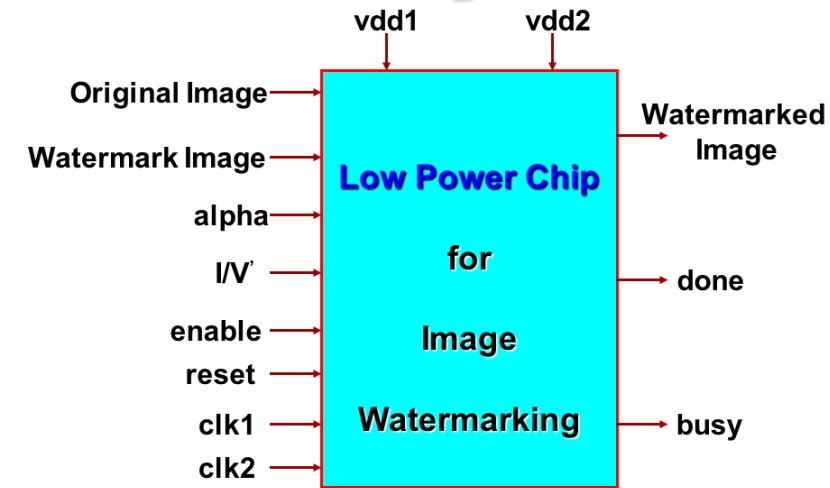 vdd1
vdd2
Original Image
Watermark Image
alpha
I/V’
enable
reset
clk1
clk2
Low Power Chip
for
Image
Watermarking
Watermarked
Image
done
busy